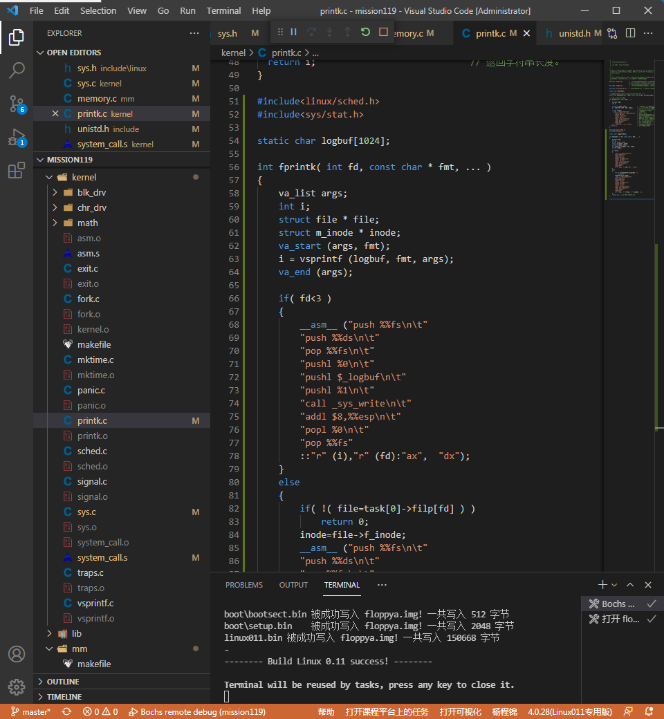 File Edit Selection View Go Run Terminal ··· printk.c - mission119 - Visual Studio Code [Administrator]
EXPLORER ···
OPEN EDITORS
h sys.h include\linux M
C sys.c kernel M
C memory.c mm M
× C printk.c kernel M
h unistd.h include M
system_call.s kernel M
MISSION119
kernel
blk_drv
chr_drv
math
asm.o
asm.s
C exit.c
exit.o
C fork.c
fork.o
kernel.o
makefile
C mktime.c
mktime.o
C panic.c
panic.o
C printk.c M
printk.o
C sched.c
sched.o
C signal.c
signal.o
C sys.c M
sys.o
system_call.o
system_call.s M
C traps.c
traps.o
C vsprintf.c
vsprintf.o
lib
mm
makefile
OUTLINE
TIMELINE
6
1
sys.h M emory.c M C printk.c M × h unistd.h M
kernel > C printk.c > ...
48 return i; // 返回字符串长度。
49 }
50
51 #include<linux/sched.h>
52 #include<sys/stat.h>
53
54 static char logbuf[1024];
55
56 int fprintk( int fd, const char * fmt, ... )
57 {
58 va_list args;
59 int i;
60 struct file * file;
61 struct m_inode * inode;
62 va_start (args, fmt);
63 i = vsprintf (logbuf, fmt, args);
64 va_end (args);
65
66 if( fd<3 )
67 {
68 __asm__ ("push %%fs\n\t"
69 "push %%ds\n\t"
70 "pop %%fs\n\t"
71 "pushl %0\n\t"
72 "pushl $_logbuf\n\t"
73 "pushl %1\n\t"
74 "call _sys_write\n\t"
75 "addl $8,%%esp\n\t"
76 "popl %0\n\t"
77 "pop %%fs"
78 ::"r" (i),"r" (fd):"ax", "dx");
79 }
80 else
81 {
82 if( !( file=task[0]->filp[fd] ) )
83 return 0;
84 inode=file->f_inode;
85 __asm__ ("push %%fs\n\t"
86 "push %%ds\n\t"
PROBLEMS OUTPUT TERMINAL ···
boot\bootsect.bin 被成功写入 floppya.img! 一共写入 512 字节
boot\setup.bin 被成功写入 floppya.img! 一共写入 2048 字节
linux011.bin 被成功写入 floppya.img! 一共写入 150668 字节
-
-------- Build Linux 0.11 success! --------
Terminal will be reused by tasks, press any key to close it.
Bochs ...
打开 flo...
master* 0 0 Bochs remote debug (mission119) 帮助 打开课程平台上的任务 打开可视化 杨程锦 4.0.28(Linux011专用版)